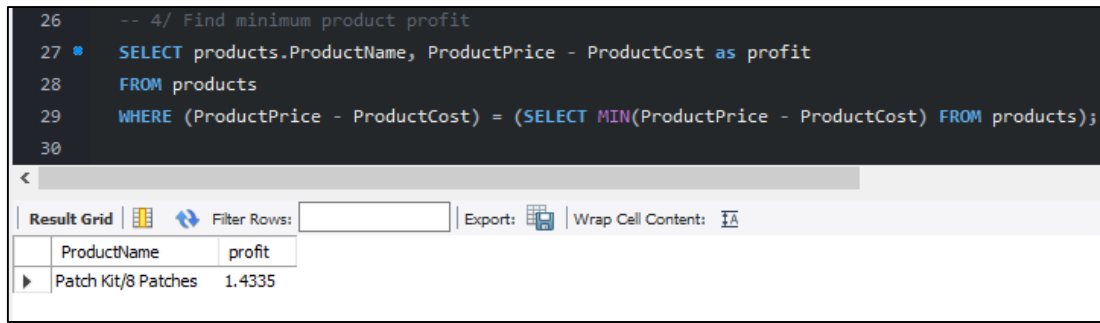 26 -- 4/ Find minimum product profit
27 SELECT products.ProductName, ProductPrice - ProductCost as profit
28 FROM products
29 WHERE (ProductPrice - ProductCost) = (SELECT MIN(ProductPrice - ProductCost) FROM products);
30
Result Grid Filter Rows: Export: Wrap Cell Content: IA
ProductName profit
Patch Kit/8 Patches 1.4335